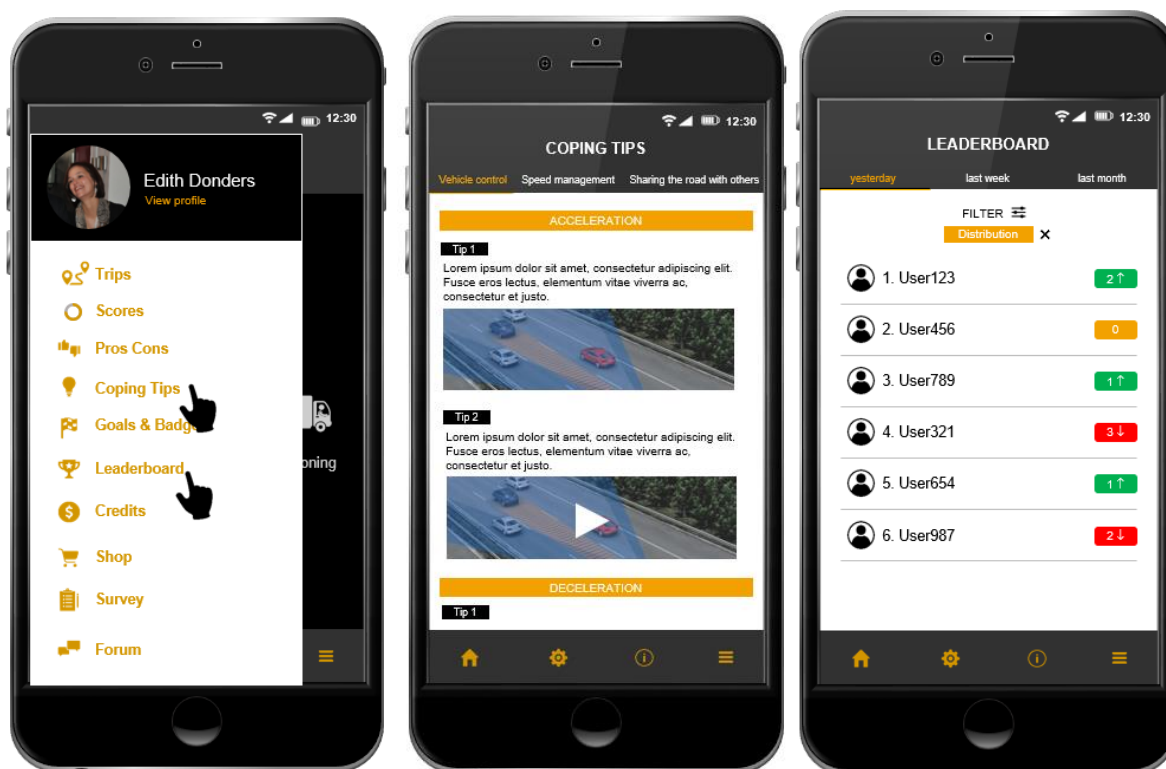 12:30
Edith Donders
View profile
Trips
Scores
Pros Cons
Coping Tips
Goals & Badg
Leaderboard
oning
Credits
Shop
Survey
Forum
12:30
COPING TIPS
Vehicle control Speed management Sharing the road with others
ACCELERATION
Tip 1
Lorem ipsum dolor sit amet, consectetur adipiscing elit.
Fusce eros lectus, elementum vitae viverra ac,
consectetur et justo.
Tip 2
Lorem ipsum dolor sit amet, consectetur adipiscing elit.
Fusce eros lectus, elementum vitae viverra ac,
consectetur et justo.
DECELERATION
Tip 1
12:30
LEADERBOARD
yesterday last week last month
FILTER
Distribution ×
1. User123 2↑
2. User456 0
3. User789 1↑
4. User321 3↓
5. User654 1↑
6. User987 2↓